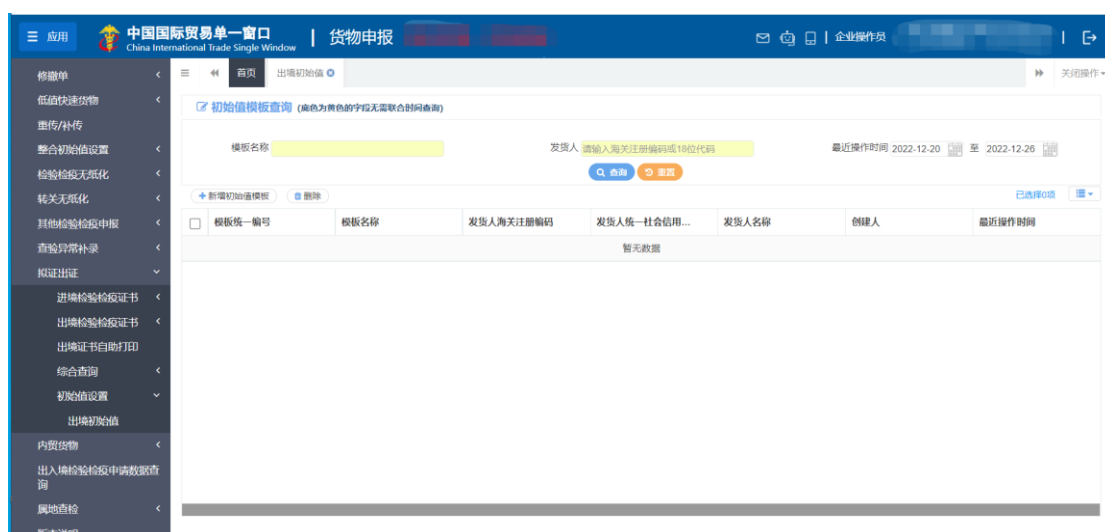 应用
中国国际贸易单一窗口
China International Trade Single Window
货物申报
企业操作员
修撤单
低值快速货物
重传/补传
整合初始值设置
检验检疫无纸化
转关无纸化
其他检验检疫申报
查验异常补录
拟证出证
进境检验检疫证书
出境检验检疫证书
出境证书自助打印
综合查询
初始值设置
出境初始值
内贸货物
出入境检验检疫申请数据查
询
属地查检
首页
出境初始值
关闭操作
初始值模板查询 (底色为黄色的字段无需联合时间查询)
模板名称
发货人 请输入海关注册编码或18位代码
最近操作时间 2022-12-20 至 2022-12-26
查询 重置
新增初始值模板 删除
已选择0项
模板统一编号 模板名称 发货人海关注册编码 发货人统一社会信用... 发货人名称 创建人 最近操作时间
暂无数据